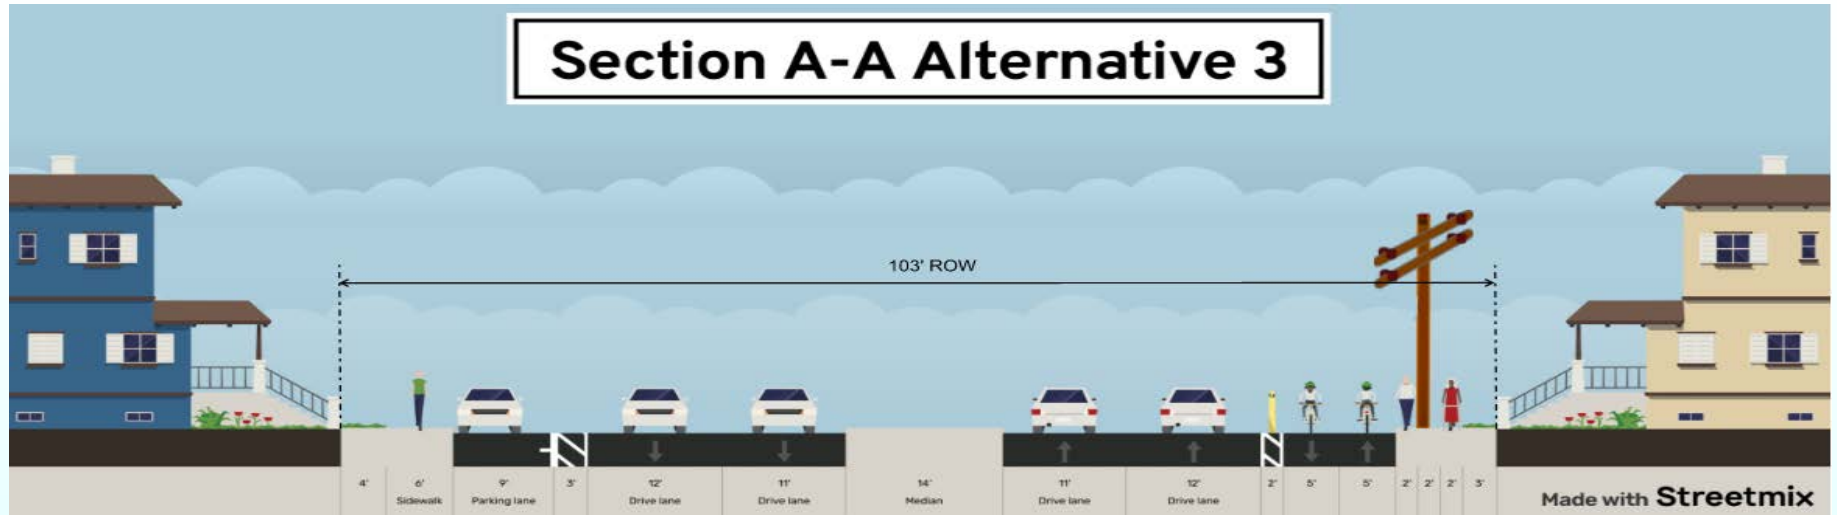 Section A-A Alternative 3
103' ROW
4' 6' 9' 3' 12' 11' 14' 11' 12' 2' 5' 5' 2' 2' 2' 3'
Sidewalk Parking lane Drive lane Drive lane Median Drive lane Drive lane
Made with Streetmix